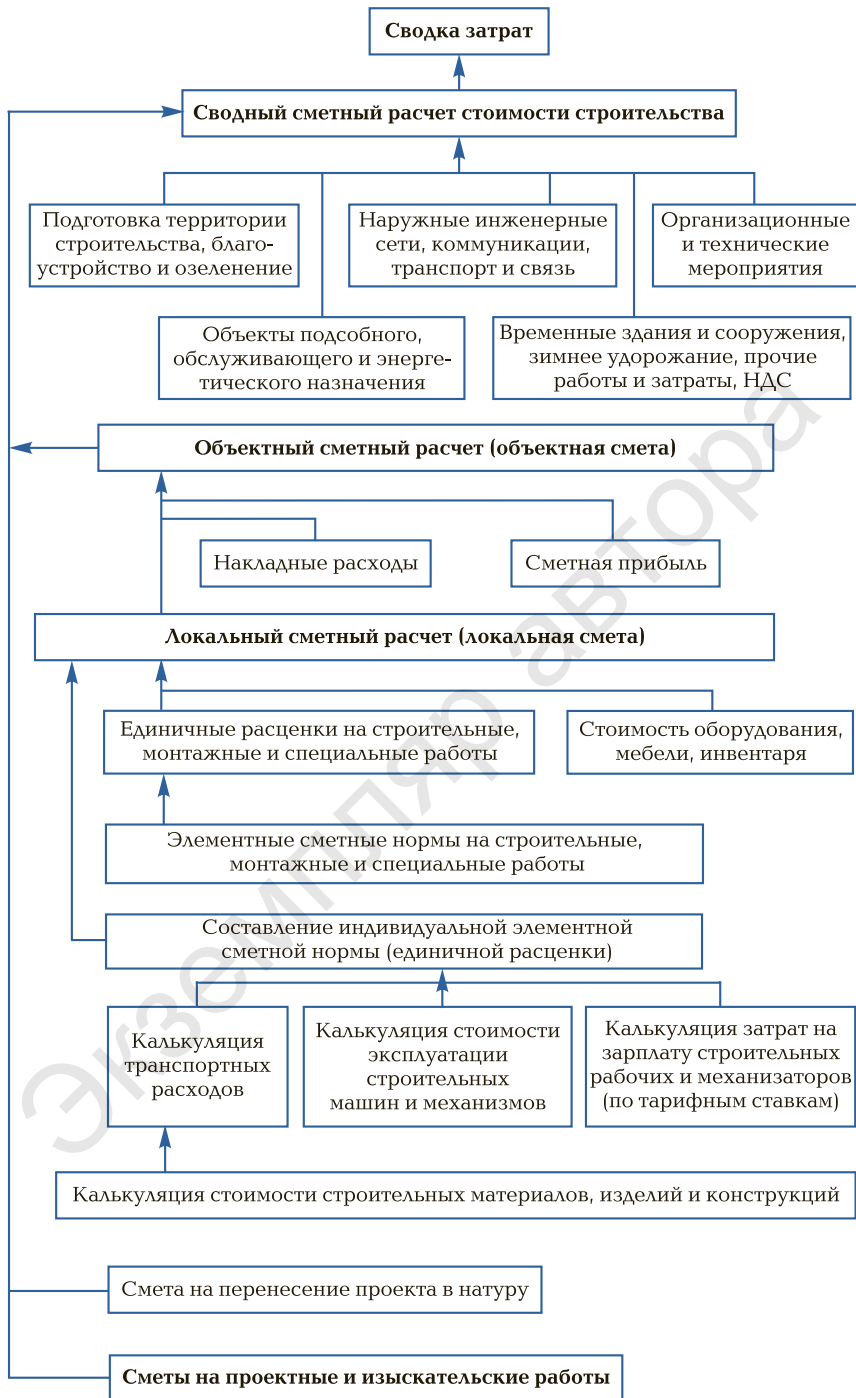 Сводка затрат
Сводный сметный расчет стоимости строительства
Подготовка территории
строительства, благо-
устройство и озеленение
Наружные инженерные
сети, коммуникации,
транспорт и связь
Организационные
и технические
мероприятия
Объекты подсобного,
обслуживающего и энерге-
тического назначения
Временные здания и сооружения,
зимнее удорожание, прочие
работы и затраты, НДС
Объектный сметный расчет (объектная смета)
Накладные расходы
Сметная прибыль
Локальный сметный расчет (локальная смета)
Единичные расценки на строительные,
монтажные и специальные работы
Стоимость оборудования,
мебели, инвентаря
Элементные сметные нормы на строительные,
монтажные и специальные работы
Составление индивидуальной элементной
сметной нормы (единичной расценки)
Калькуляция
транспортных
расходов
Калькуляция стоимости
эксплуатации
строительных
машин и механизмов
Калькуляция затрат на
зарплату строительных
рабочих и механизаторов
(по тарифным ставкам)
Калькуляция стоимости строительных материалов, изделий и конструкций
Смета на перенесение проекта в натуру
Сметы на проектные и изыскательские работы
Экземпляр автора